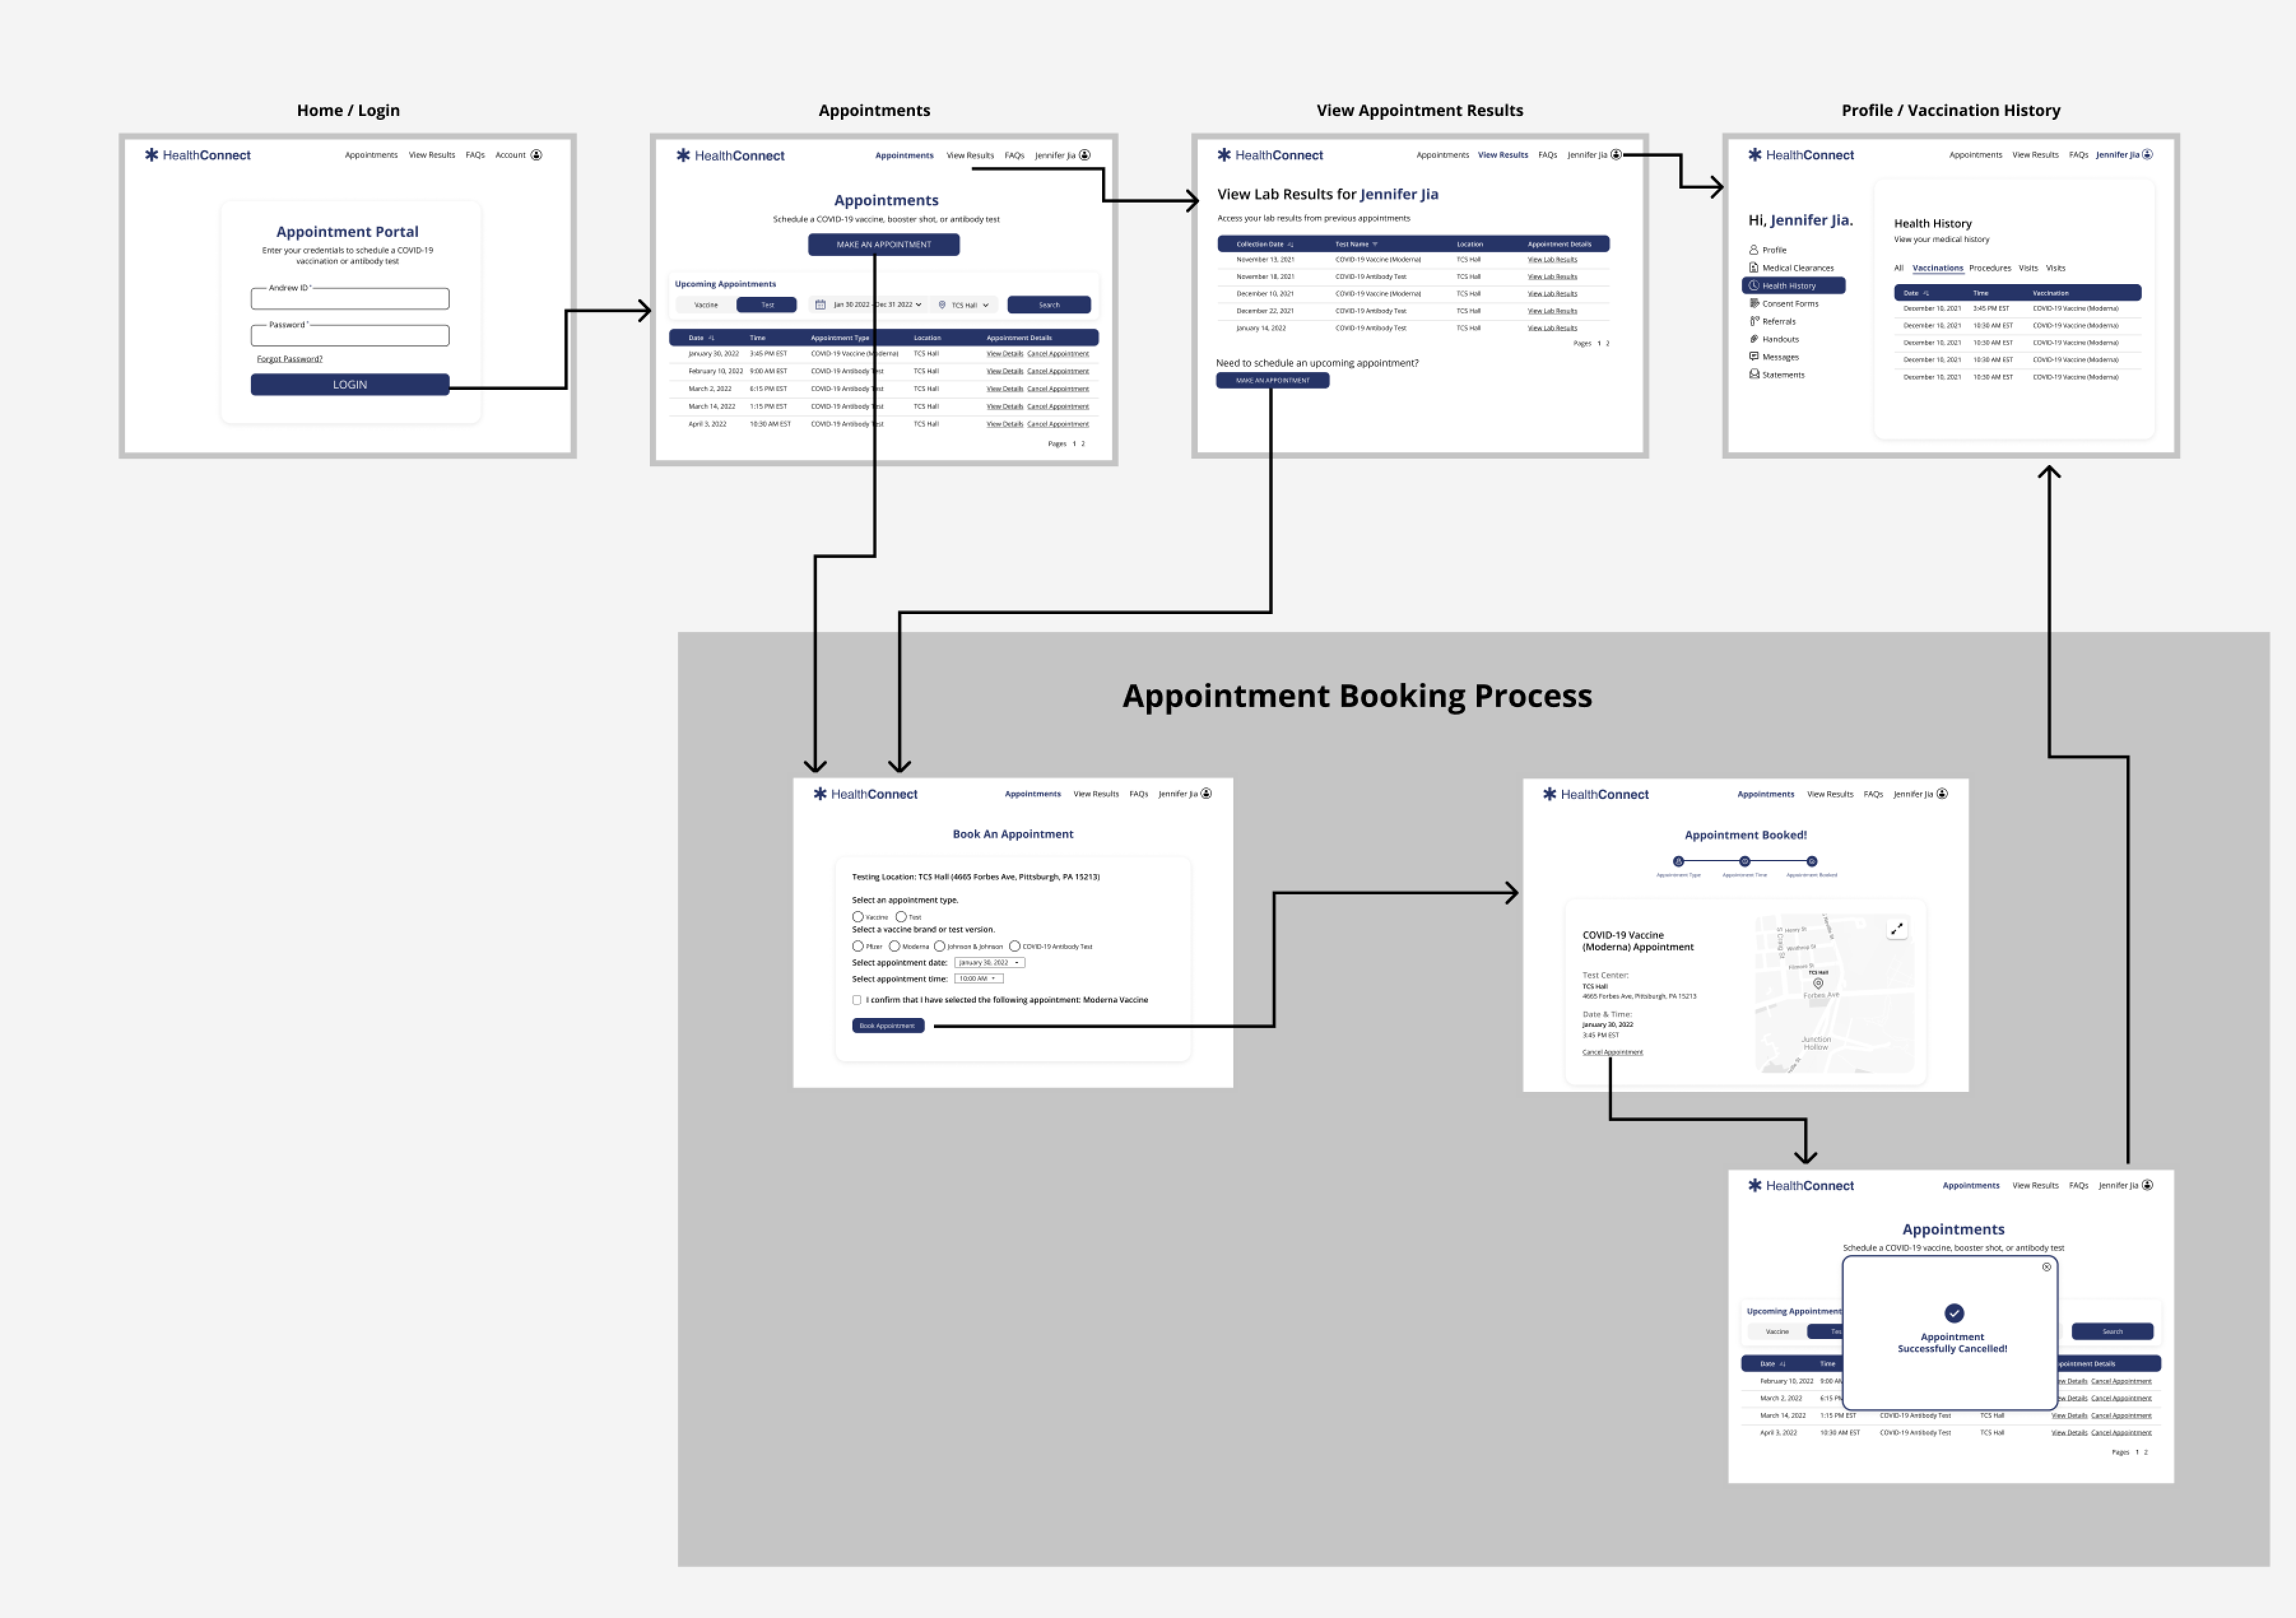 Home / Login
HealthConnect
Appointments View Results FAQs Account
Appointment Portal
Enter your credentials to schedule a COVID-19
vaccination or antibody test
Andrew ID*
Password*
Forgot Password?
LOGIN
Appointments
HealthConnect
Appointments View Results FAQs Jennifer Jia
Appointments
Schedule a COVID-19 vaccine, booster shot, or antibody test
MAKE AN APPOINTMENT
Upcoming Appointments
Vaccine Test Jan 30 2022 - Dec 31 2022 TCS Hall Search
Date Time Appointment Type Location Appointment Details
January 30, 2022 3:45 PM EST COVID-19 Vaccine (Moderna) TCS Hall View Details Cancel Appointment
February 10, 2022 9:00 AM EST COVID-19 Antibody Test TCS Hall View Details Cancel Appointment
March 2, 2022 6:15 PM EST COVID-19 Antibody Test TCS Hall View Details Cancel Appointment
March 14, 2022 1:15 PM EST COVID-19 Antibody Test TCS Hall View Details Cancel Appointment
April 3, 2022 10:30 AM EST COVID-19 Antibody Test TCS Hall View Details Cancel Appointment
Pages 1 2
View Appointment Results
HealthConnect
Appointments View Results FAQs Jennifer Jia
View Lab Results for Jennifer Jia
Access your lab results from previous appointments
Collection Date Test Name Location Appointment Details
November 13, 2021 COVID-19 Vaccine (Moderna) TCS Hall View Lab Results
November 18, 2021 COVID-19 Antibody Test TCS Hall View Lab Results
December 10, 2021 COVID-19 Vaccine (Moderna) TCS Hall View Lab Results
December 22, 2021 COVID-19 Antibody Test TCS Hall View Lab Results
January 14, 2022 COVID-19 Antibody Test TCS Hall View Lab Results
Pages 1 2
Need to schedule an upcoming appointment?
MAKE AN APPOINTMENT
Profile / Vaccination History
HealthConnect
Appointments View Results FAQs Jennifer Jia
Hi, Jennifer Jia.
Profile
Medical Clearances
Health History
Consent Forms
Referrals
Handouts
Messages
Statements
Health History
View your medical history
All Vaccinations Procedures Visits Visits
Date Time Vaccination
December 10, 2021 3:45 PM EST COVID-19 Vaccine (Moderna)
December 10, 2021 10:30 AM EST COVID-19 Vaccine (Moderna)
December 10, 2021 10:30 AM EST COVID-19 Vaccine (Moderna)
December 10, 2021 10:30 AM EST COVID-19 Vaccine (Moderna)
December 10, 2021 10:30 AM EST COVID-19 Vaccine (Moderna)
Appointment Booking Process
HealthConnect
Appointments View Results FAQs Jennifer Jia
Book An Appointment
Testing Location: TCS Hall (4665 Forbes Ave, Pittsburgh, PA 15213)
Select an appointment type.
Vaccine Test
Select a vaccine brand or test version.
Pfizer Moderna Johnson & Johnson COVID-19 Antibody Test
Select appointment date: January 30, 2022
Select appointment time: 10:00 AM
I confirm that I have selected the following appointment: Moderna Vaccine
Book Appointment
HealthConnect
Appointments View Results FAQs Jennifer Jia
Appointment Booked!
Appointment Type Appointment Time Appointment Booked
COVID-19 Vaccine
(Moderna) Appointment
Test Center:
TCS Hall
4665 Forbes Ave, Pittsburgh, PA 15213
Date & Time:
January 30, 2022
3:45 PM EST
Cancel Appointment
S Craig St
Henry St
Winthrop St
Filmore St
TCS Hall
Forbes Ave
Junction
Hollow
HealthConnect
Appointments View Results FAQs Jennifer Jia
Appointments
Schedule a COVID-19 vaccine, booster shot, or antibody test
Upcoming Appointment
Vaccine Tes Search
Appointment
Successfully Cancelled!
Date Time ppointment Details
February 10, 2022 9:00 AM ew Details Cancel Appointment
March 2, 2022 6:15 PM ew Details Cancel Appointment
March 14, 2022 1:15 PM EST COVID-19 Antibody Test TCS Hall View Details Cancel Appointment
April 3, 2022 10:30 AM EST COVID-19 Antibody Test TCS Hall View Details Cancel Appointment
Pages 1 2